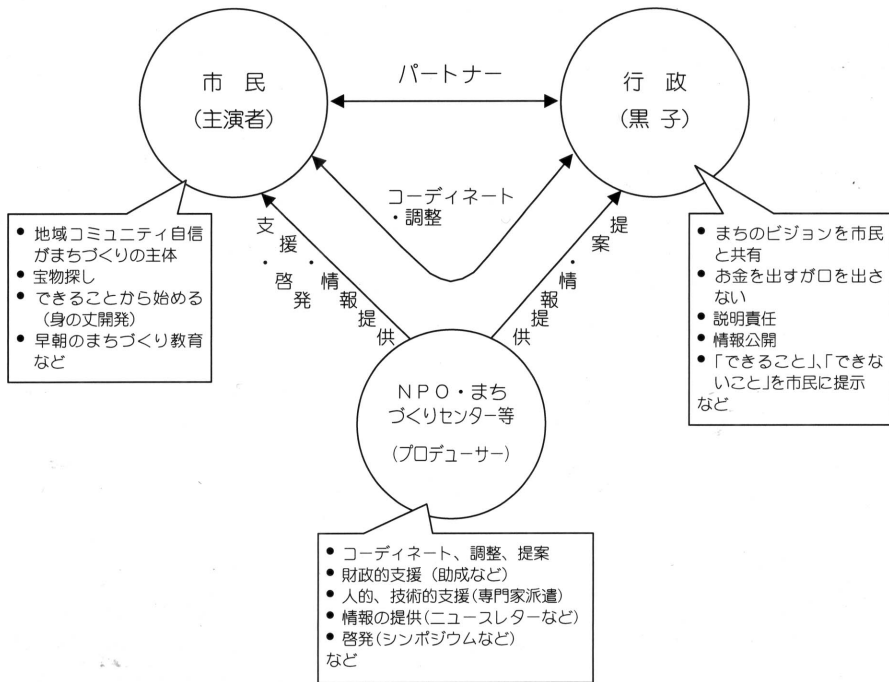 市 民
(主演者)
パートナー
行 政
(黒 子)
コーディネート
・調整
支援・啓発・情報提供
提案・情報提供
● 地域コミュニティ自信
がまちづくりの主体
● 宝物探し
● できることから始める
(身の丈開発)
● 早朝のまちづくり教育
など
● まちのビジョンを市民
と共有
● お金を出すが口を出さ
ない
● 説明責任
● 情報公開
● 「できること」、「できな
いこと」を市民に提示
など
NPO・まち
づくりセンター等
(プロデューサー)
● コーディネート、調整、提案
● 財政的支援(助成など)
● 人的、技術的支援(専門家派遣)
● 情報の提供(ニュースレターなど)
● 啓発(シンポジウムなど)
など